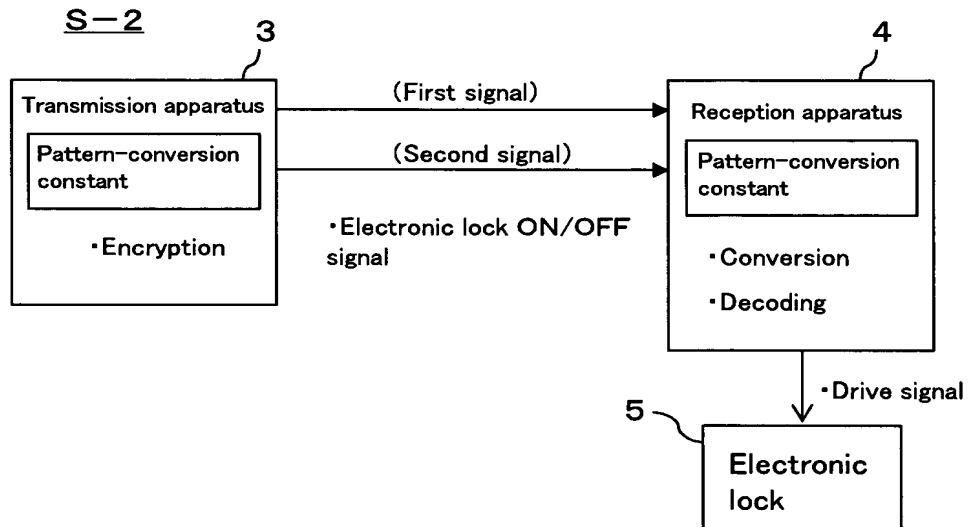 S-2
3
4
Transmission apparatus
Pattern-conversion
constant
・Encryption
(First signal)
(Second signal)
・Electronic lock ON/OFF
signal
Reception apparatus
Pattern-conversion
constant
・Conversion
・Decoding
・Drive signal
5
Electronic
lock